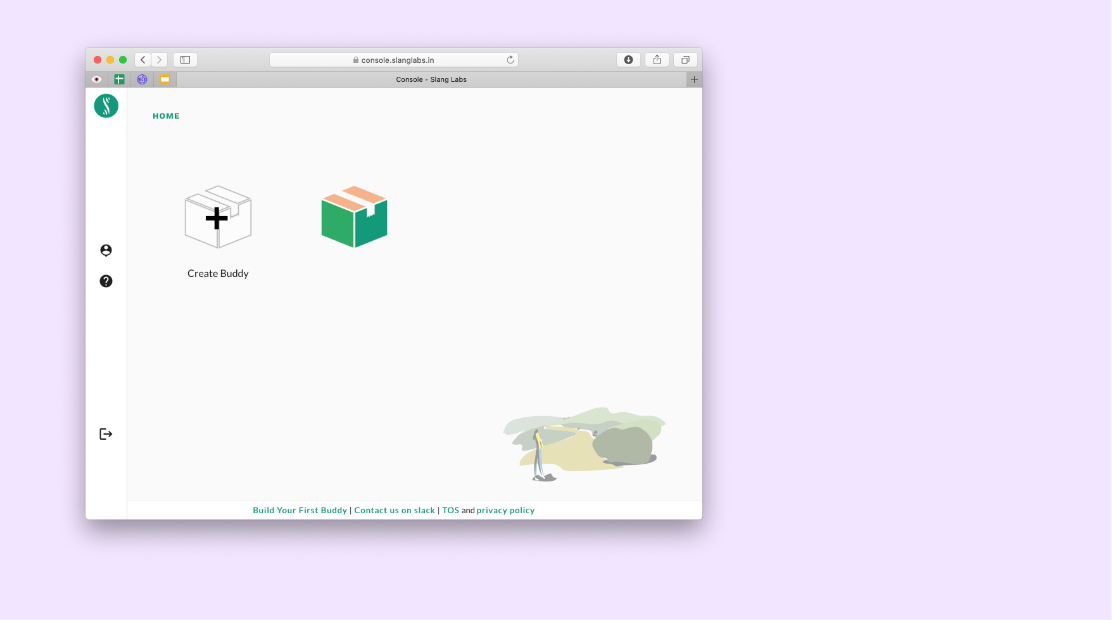 console.slanglabs.in
Console - Slang Labs
HOME
Create Buddy
Build Your First Buddy | Contact us on slack | TOS and privacy policy